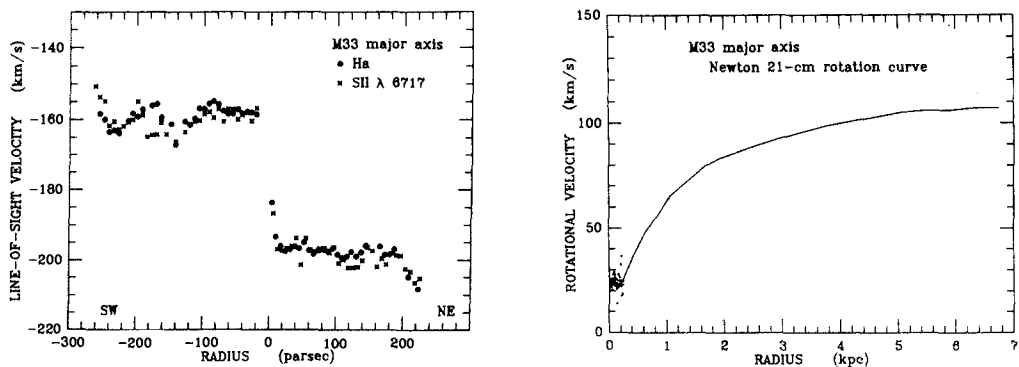 M33 major axis
● Ha
× SII λ 6717
LINE-OF-SIGHT VELOCITY (km/s)
-140
-160
-180
-200
-220
SW
NE
-300
-200
-100
0
100
200
RADIUS (parsec)
M33 major axis
Newton 21-cm rotation curve
ROTATIONAL VELOCITY (km/s)
150
100
50
0
0 1 2 3 4 5 6 7
RADIUS (kpc)